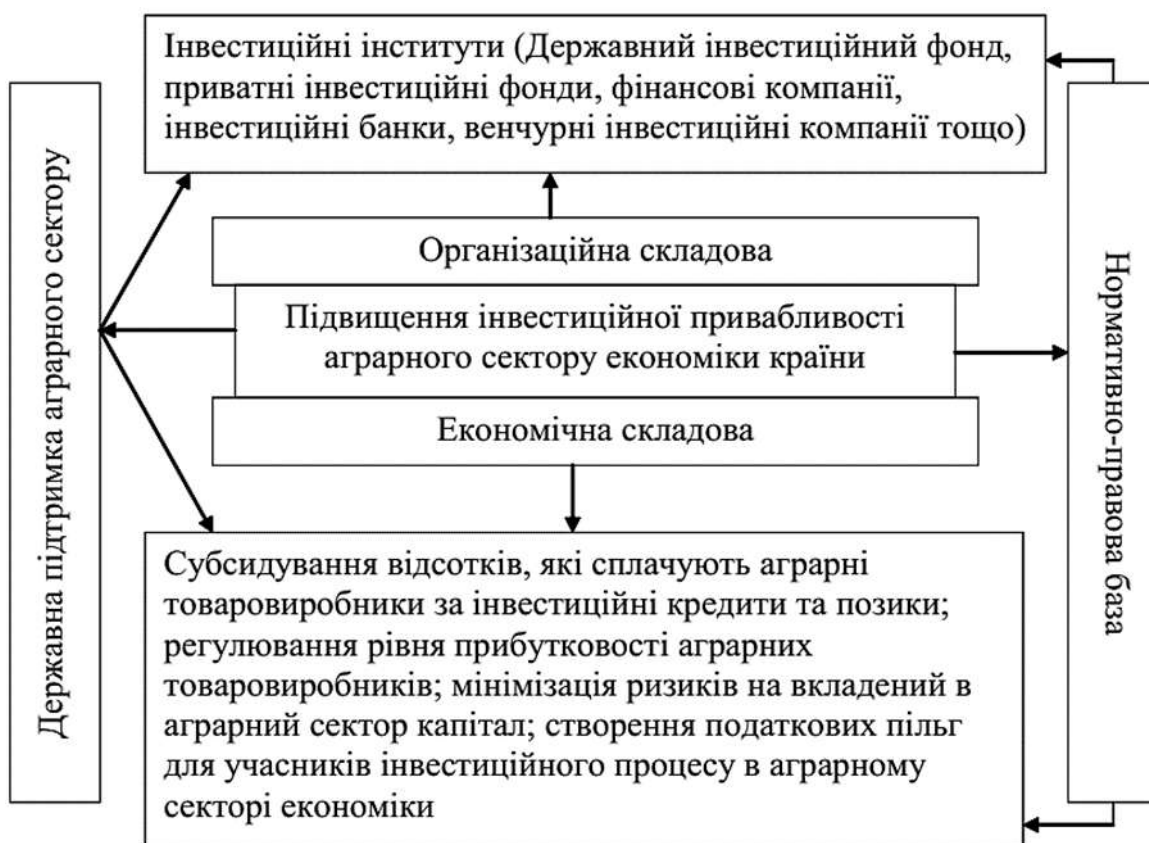 Інвестиційні інститути (Державний інвестиційний фонд,
приватні інвестиційні фонди, фінансові компанії,
інвестиційні банки, венчурні інвестиційні компанії тощо)
Державна підтримка аграрного сектору
Організаційна складова
Підвищення інвестиційної привабливості
аграрного сектору економіки країни
Економічна складова
Нормативно-правова база
Субсидування відсотків, які сплачують аграрні
товаровиробники за інвестиційні кредити та позики;
регулювання рівня прибутковості аграрних
товаровиробників; мінімізація ризиків на вкладений в
аграрний сектор капітал; створення податкових пільг
для учасників інвестиційного процесу в аграрному
секторі економіки